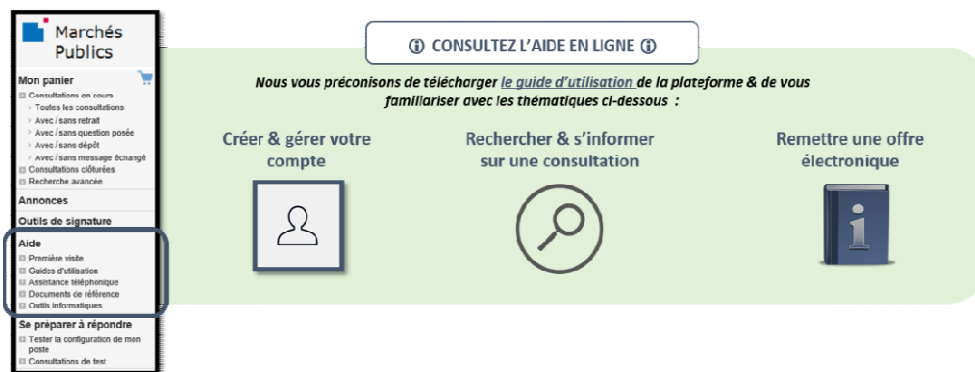 Marchés
Publics
Mon panier
Consultations en cours
Toutes les consultations
Avec / sans retrait
Avec / sans question posée
Avec / sans dépôt
Avec / sans message échangé
Consultations clôturées
Recherche avancée
Annonces
Outils de signature
Aide
Première visite
Guides d'utilisation
Assistance téléphonique
Documents de référence
Outils informatiques
Se préparer à répondre
Tester la configuration de mon
poste
Consultations de test
CONSULTEZ L'AIDE EN LIGNE
Nous vous préconisons de télécharger le guide d'utilisation de la plateforme & de vous
familiariser avec les thématiques ci-dessous :
Créer & gérer votre
compte
Rechercher & s'informer
sur une consultation
Remettre une offre
électronique